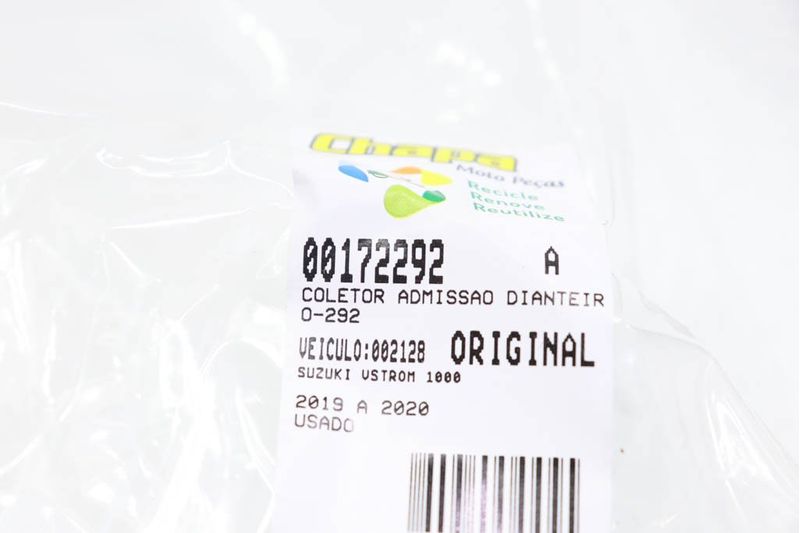 Chapa
Moto Peças
Recicle
Renove
Reutilize
00172292 A
COLETOR ADMISSAO DIANTEIR
O-292
VEICULO:002128 ORIGINAL
SUZUKI VSTROM 1000
2019 A 2020
USADO